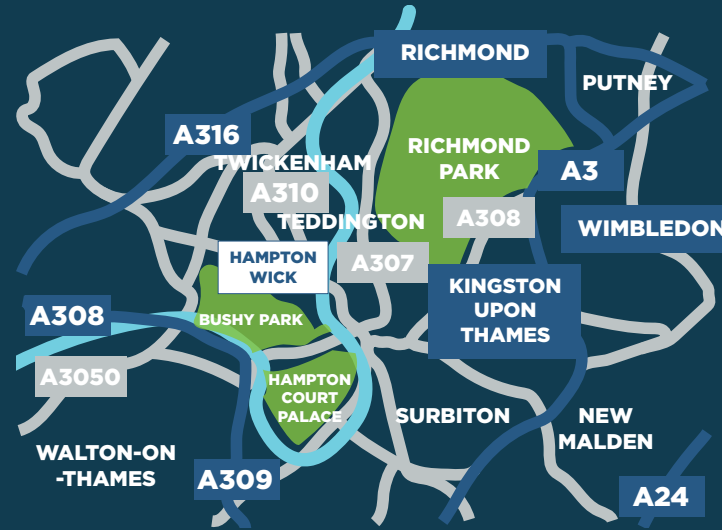 RICHMOND
PUTNEY
A316
RICHMOND
PARK
TWICKENHAM
A3
A310
TEDDINGTON
A308
WIMBLEDON
HAMPTON
WICK
A307
KINGSTON
UPON
THAMES
A308
BUSHY PARK
A3050
HAMPTON
COURT
PALACE
SURBITON
NEW
MALDEN
WALTON-ON
-THAMES
A309
A24